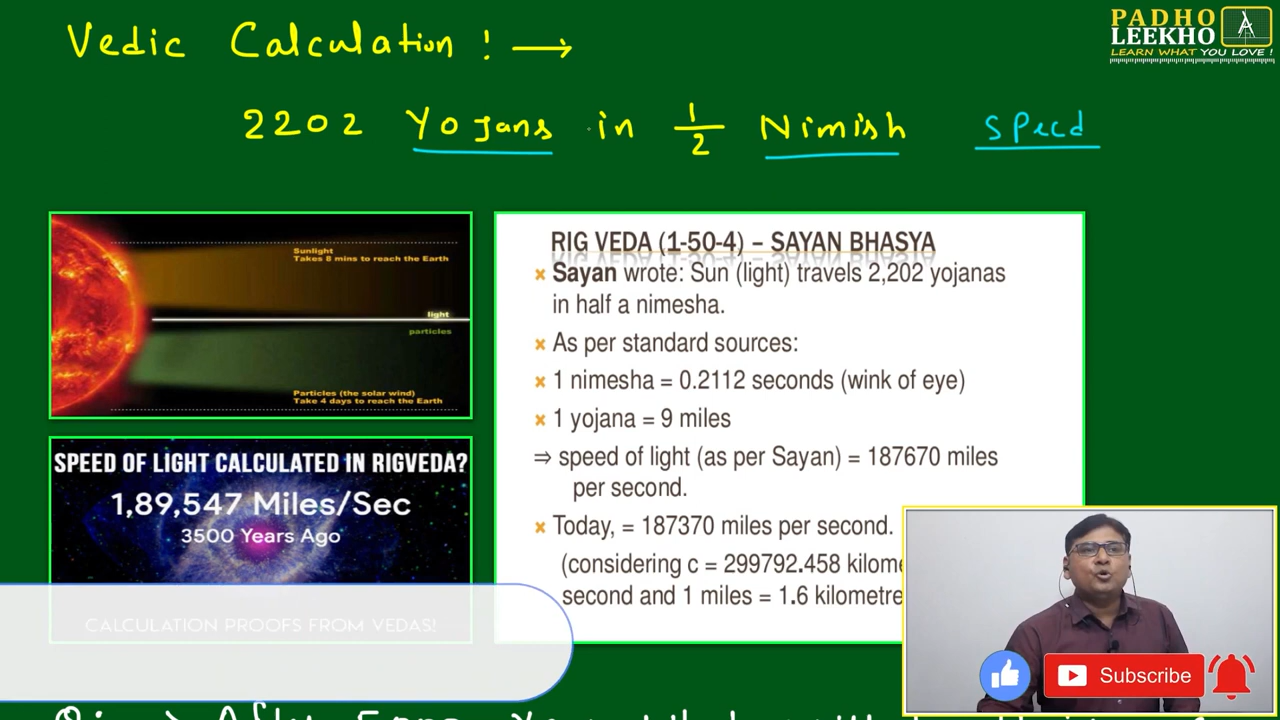 Vedic Calculation! →
PADHO
LEEKHO
LEARN WHAT YOU LOVE !
2202 Yojans in 1/2 Nimish Speed
Sunlight
Takes 8 mins to reach the Earth
light
particles
Particles (the solar wind)
Take 4 days to reach the Earth
SPEED OF LIGHT CALCULATED IN RIGVEDA?
1,89,547 Miles/Sec
3500 Years Ago
CALCULATION PROOFS FROM VEDAS!
RIG VEDA (1-50-4) – SAYAN BHASYA
× Sayan wrote: Sun (light) travels 2,202 yojanas
in half a nimesha.
× As per standard sources:
× 1 nimesha = 0.2112 seconds (wink of eye)
× 1 yojana = 9 miles
⇒ speed of light (as per Sayan) = 187670 miles
per second.
× Today, = 187370 miles per second.
(considering c = 299792.458 kilome
second and 1 miles = 1.6 kilometre
Subscribe